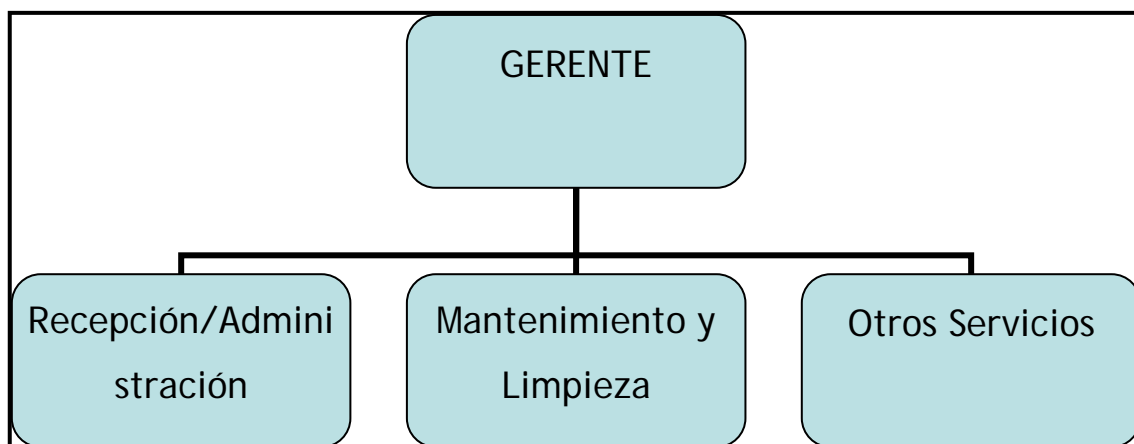 GERENTE
Recepción/Admini
stración
Mantenimiento y
Limpieza
Otros Servicios